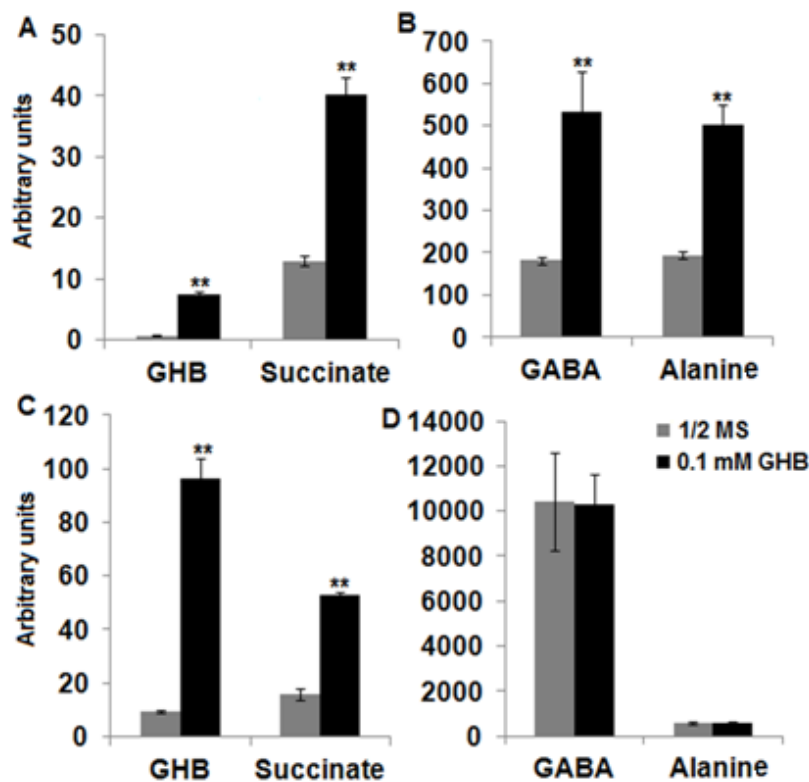 A
50
40
30
20
10
0
Arbitrary units
**
**
GHB Succinate
B
700
600
500
400
300
200
100
0
**
**
GABA Alanine
C
120
100
80
60
40
20
0
Arbitrary units
**
**
GHB Succinate
D
14000
12000
10000
8000
6000
4000
2000
0
1/2 MS
0.1 mM GHB
GABA Alanine